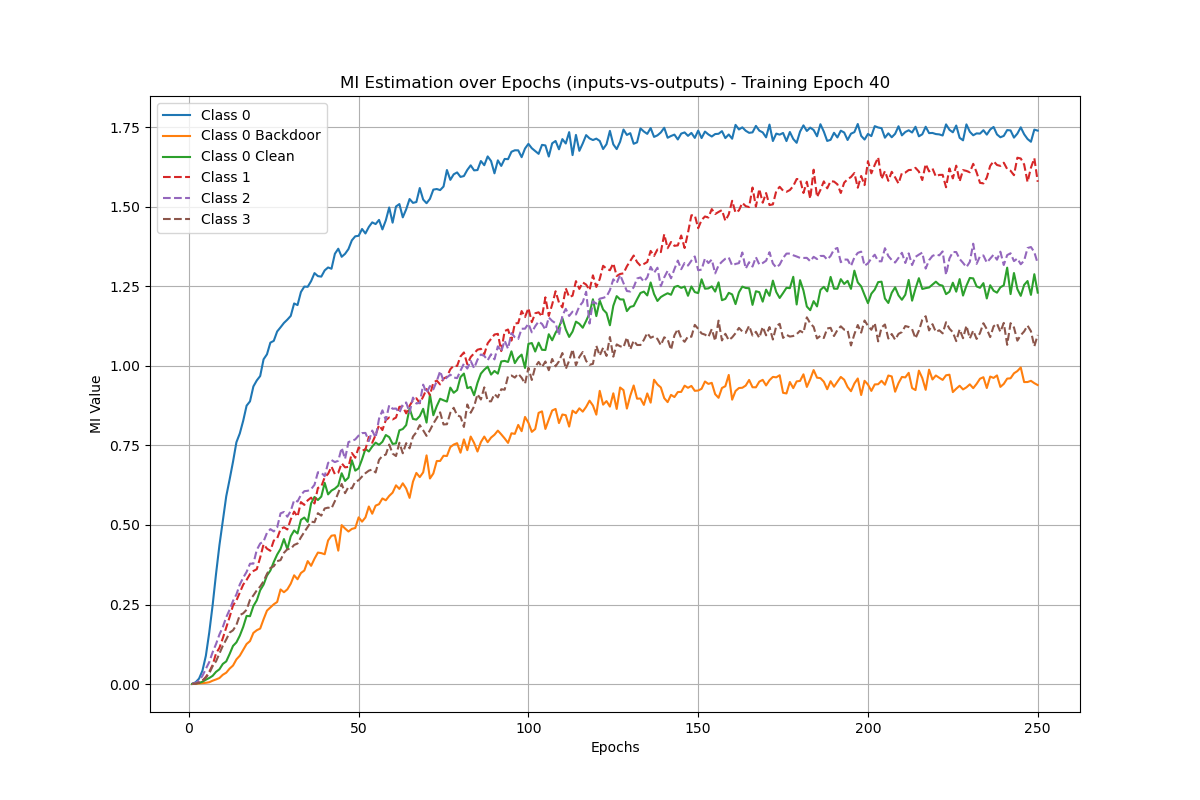 MI Estimation over Epochs (inputs-vs-outputs) - Training Epoch 40
Class 0
Class 0 Backdoor
Class 0 Clean
Class 1
Class 2
Class 3
MI Value
1.75
1.50
1.25
1.00
0.75
0.50
0.25
0.00
0 50 100 150 200 250
Epochs